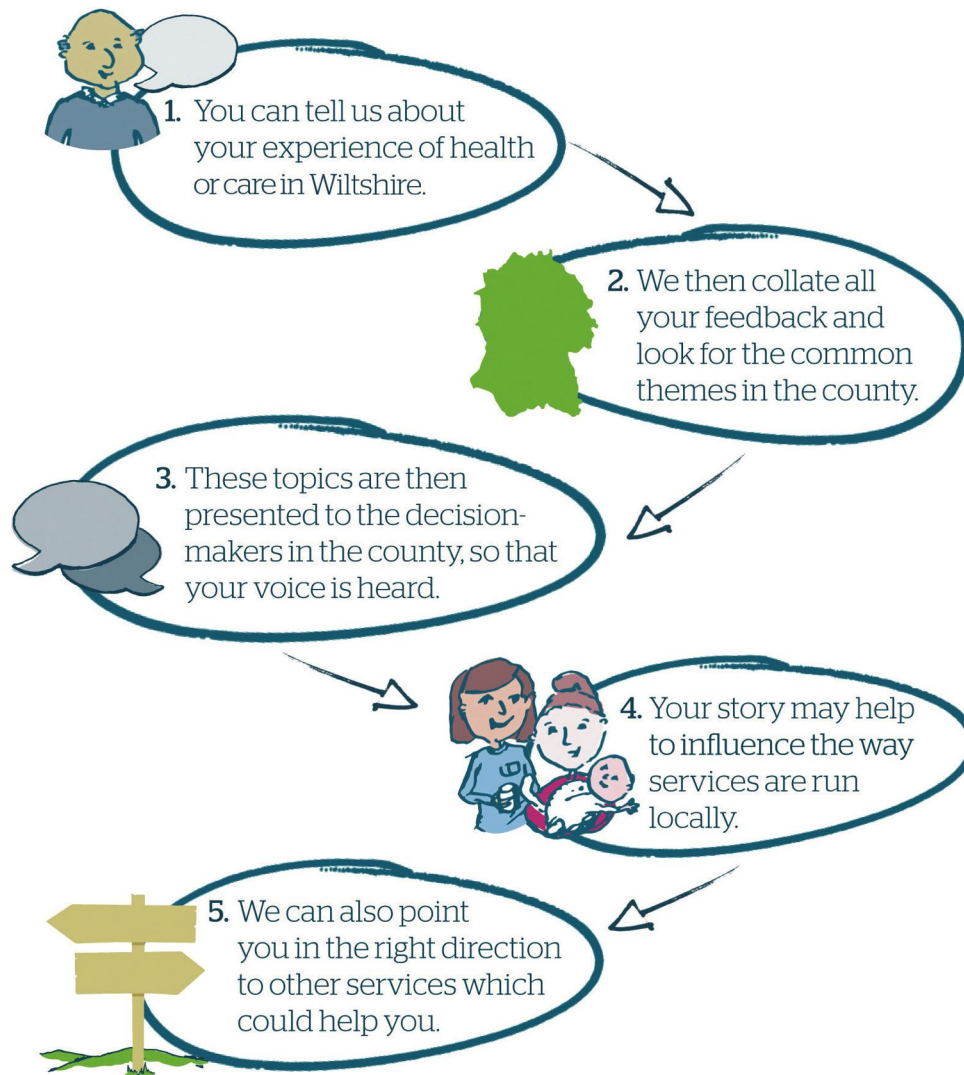 1. You can tell us about
your experience of health
or care in Wiltshire.
2. We then collate all
your feedback and
look for the common
themes in the county.
3. These topics are then
presented to the decision-
makers in the county, so that
your voice is heard.
4. Your story may help
to influence the way
services are run
locally.
5. We can also point
you in the right direction
to other services which
could help you.